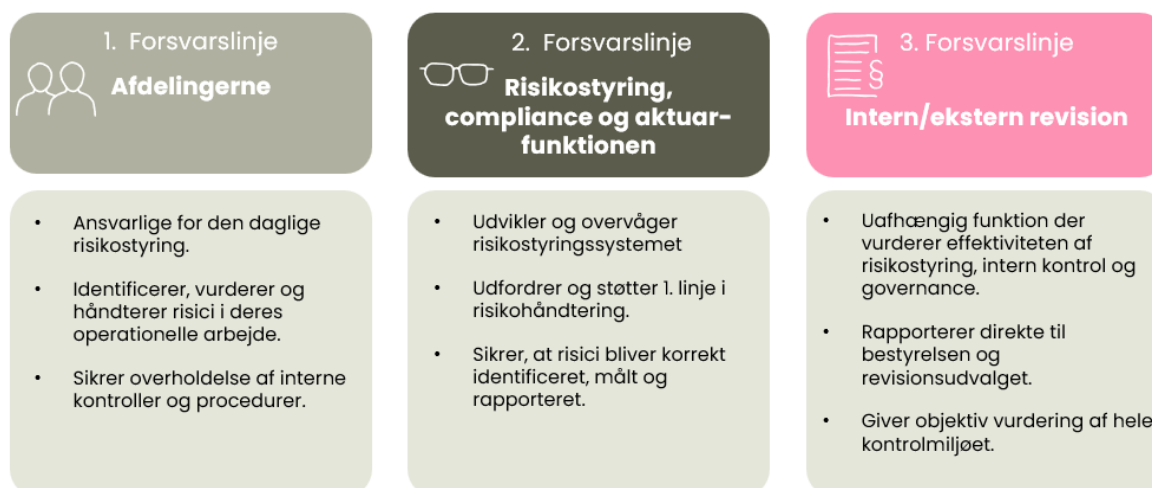 1. Forsvarslinje
Afdelingerne
• Ansvarlige for den daglige
risikostyring.
• Identificerer, vurderer og
håndterer risici i deres
operationelle arbejde.
• Sikrer overholdelse af interne
kontroller og procedurer.
2. Forsvarslinje
Risikostyring,
compliance og aktuar-
funktionen
• Udvikler og overvåger
risikostyringssystemet
• Udfordrer og støtter 1. linje i
risikohåndtering.
• Sikrer, at risici bliver korrekt
identificeret, målt og
rapporteret.
§
3. Forsvarslinje
Intern/ekstern revision
• Uafhængig funktion der
vurderer effektiviteten af
risikostyring, intern kontrol og
governance.
• Rapporterer direkte til
bestyrelsen og
revisionsudvalget.
• Giver objektiv vurdering af hele
kontrolmiljøet.